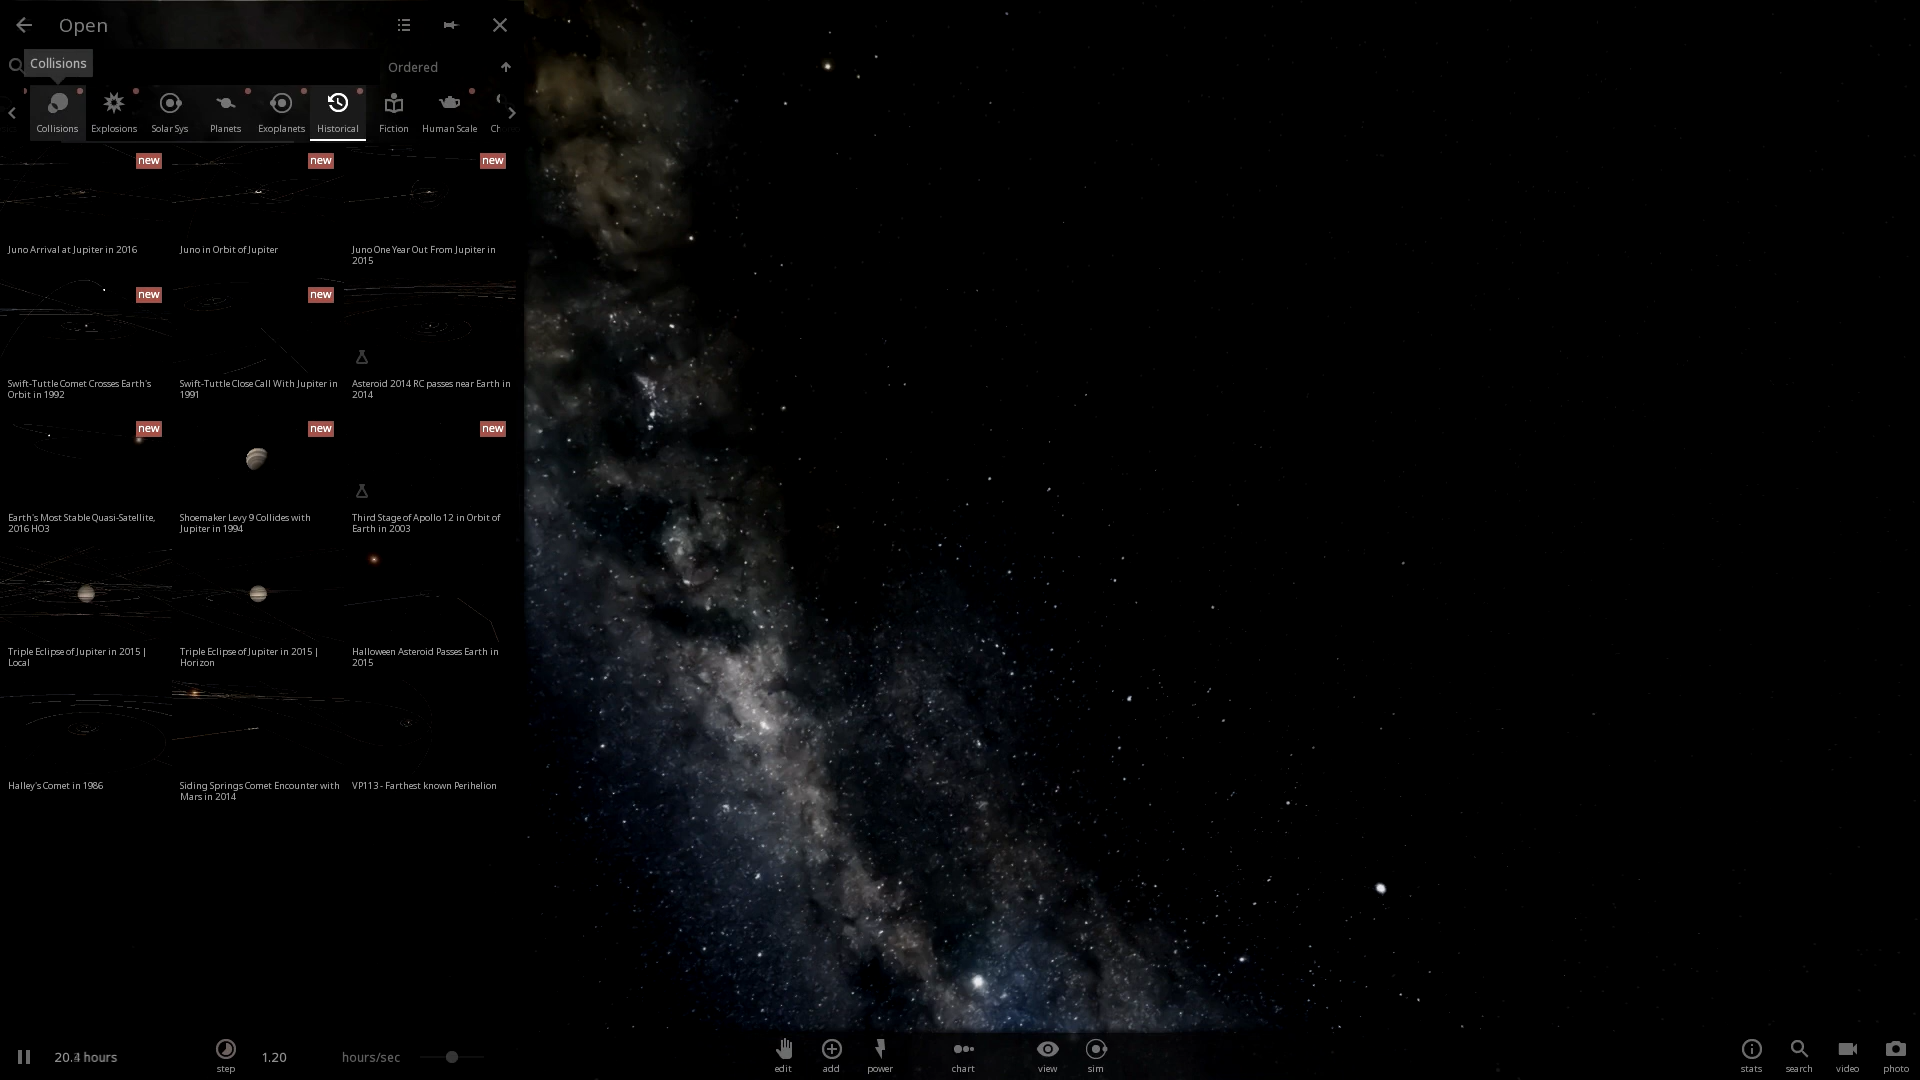 Open
Collisions
Ordered
Collisions
Explosions
Solar Sys
Planets
Exoplanets
Historical
Fiction
Human Scale
new
new
new
Juno Arrival at Jupiter in 2016
Juno in Orbit of Jupiter
Juno One Year Out From Jupiter in
2015
new
new
Swift-Tuttle Comet Crosses Earth's
Orbit in 1992
Swift-Tuttle Close Call With Jupiter in
1991
Asteroid 2014 RC passes near Earth in
2014
new
new
new
Earth's Most Stable Quasi-Satellite,
2016 HO3
Shoemaker Levy 9 Collides with
Jupiter in 1994
Third Stage of Apollo 12 in Orbit of
Earth in 2003
Triple Eclipse of Jupiter in 2015 |
Local
Triple Eclipse of Jupiter in 2015 |
Horizon
Halloween Asteroid Passes Earth in
2015
Halley's Comet in 1986
Siding Springs Comet Encounter with
Mars in 2014
VP113 - Farthest known Perihelion
hours
step
1.20
hours/sec
edit
add
power
chart
view
sim
stats
search
video
photo